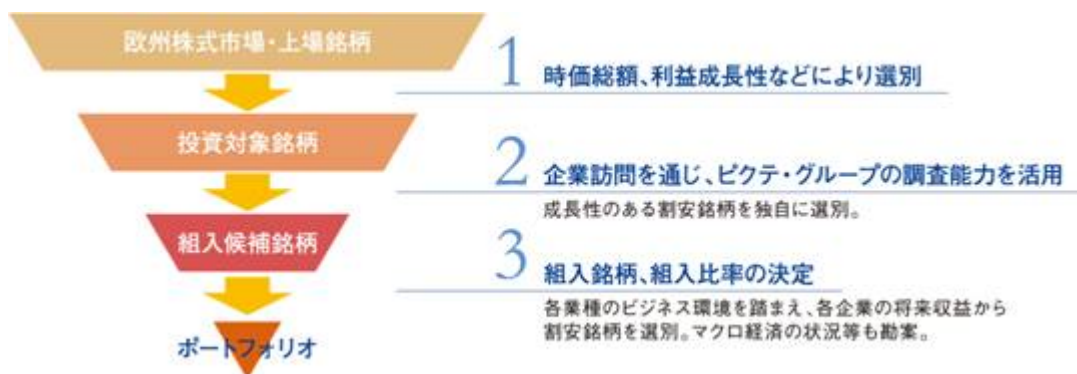 欧州株式市場・上場銘柄
1 時価総額、利益成長性などにより選別
投資対象銘柄
2 企業訪問を通じ、ピクテ・グループの調査能力を活用
成長性のある割安銘柄を独自に選別。
組入候補銘柄
3 組入銘柄、組入比率の決定
各業種のビジネス環境を踏まえ、各企業の将来収益から
割安銘柄を選別。マクロ経済の状況等も勘案。
ポートフォリオ